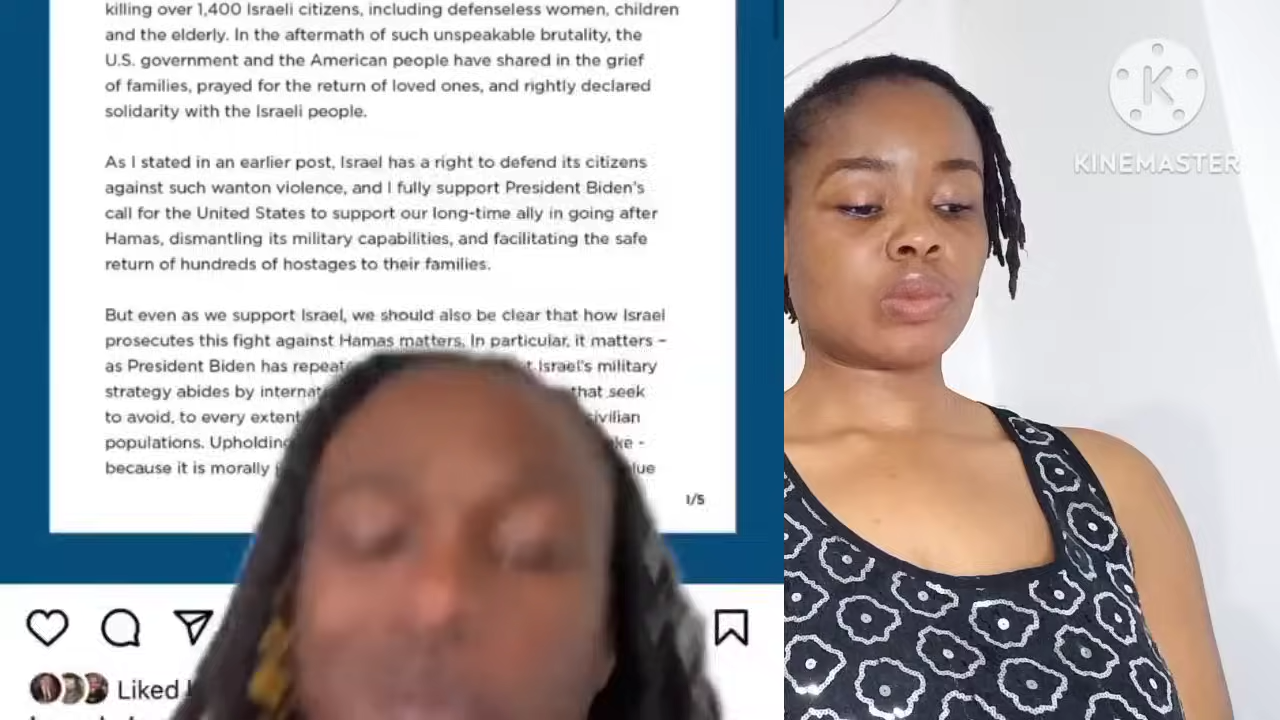 killing over 1,400 Israeli citizens, including defenseless women, children
and the elderly. In the aftermath of such unspeakable brutality, the
U.S. government and the American people have shared in the grief
of families, prayed for the return of loved ones, and rightly declared
solidarity with the Israeli people.
As I stated in an earlier post, Israel has a right to defend its citizens
against such wanton violence, and I fully support President Biden's
call for the United States to support our long-time ally in going after
Hamas, dismantling its military capabilities, and facilitating the safe
return of hundreds of hostages to their families.
But even as we support Israel, we should also be clear that how Israel
prosecutes this fight against Hamas matters. In particular, it matters –
as President Biden has Israel's military
strategy abides by that seek
to avoid, to every extent civilian
populations. Upholding
because it is morally
1/5
Liked
K
KINEMASTER